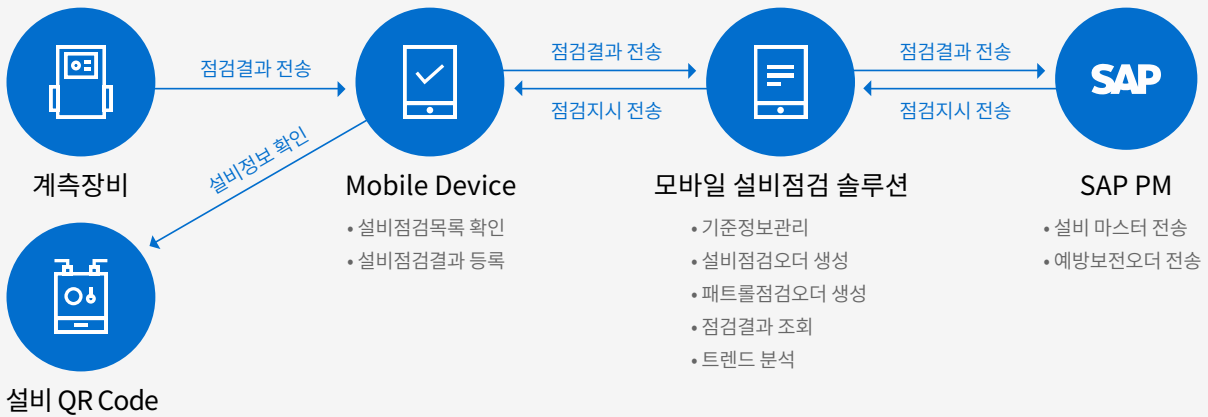 점검결과 전송
점검결과 전송
점검지시 전송
점검결과 전송
점검지시 전송
SAP
설비정보 확인
계측장비
Mobile Device
• 설비점검목록 확인
• 설비점검결과 등록
모바일 설비점검 솔루션
• 기준정보관리
• 설비점검오더 생성
• 패트롤점검오더 생성
• 점검결과 조회
• 트렌드 분석
SAP PM
• 설비 마스터 전송
• 예방보전오더 전송
설비 QR Code